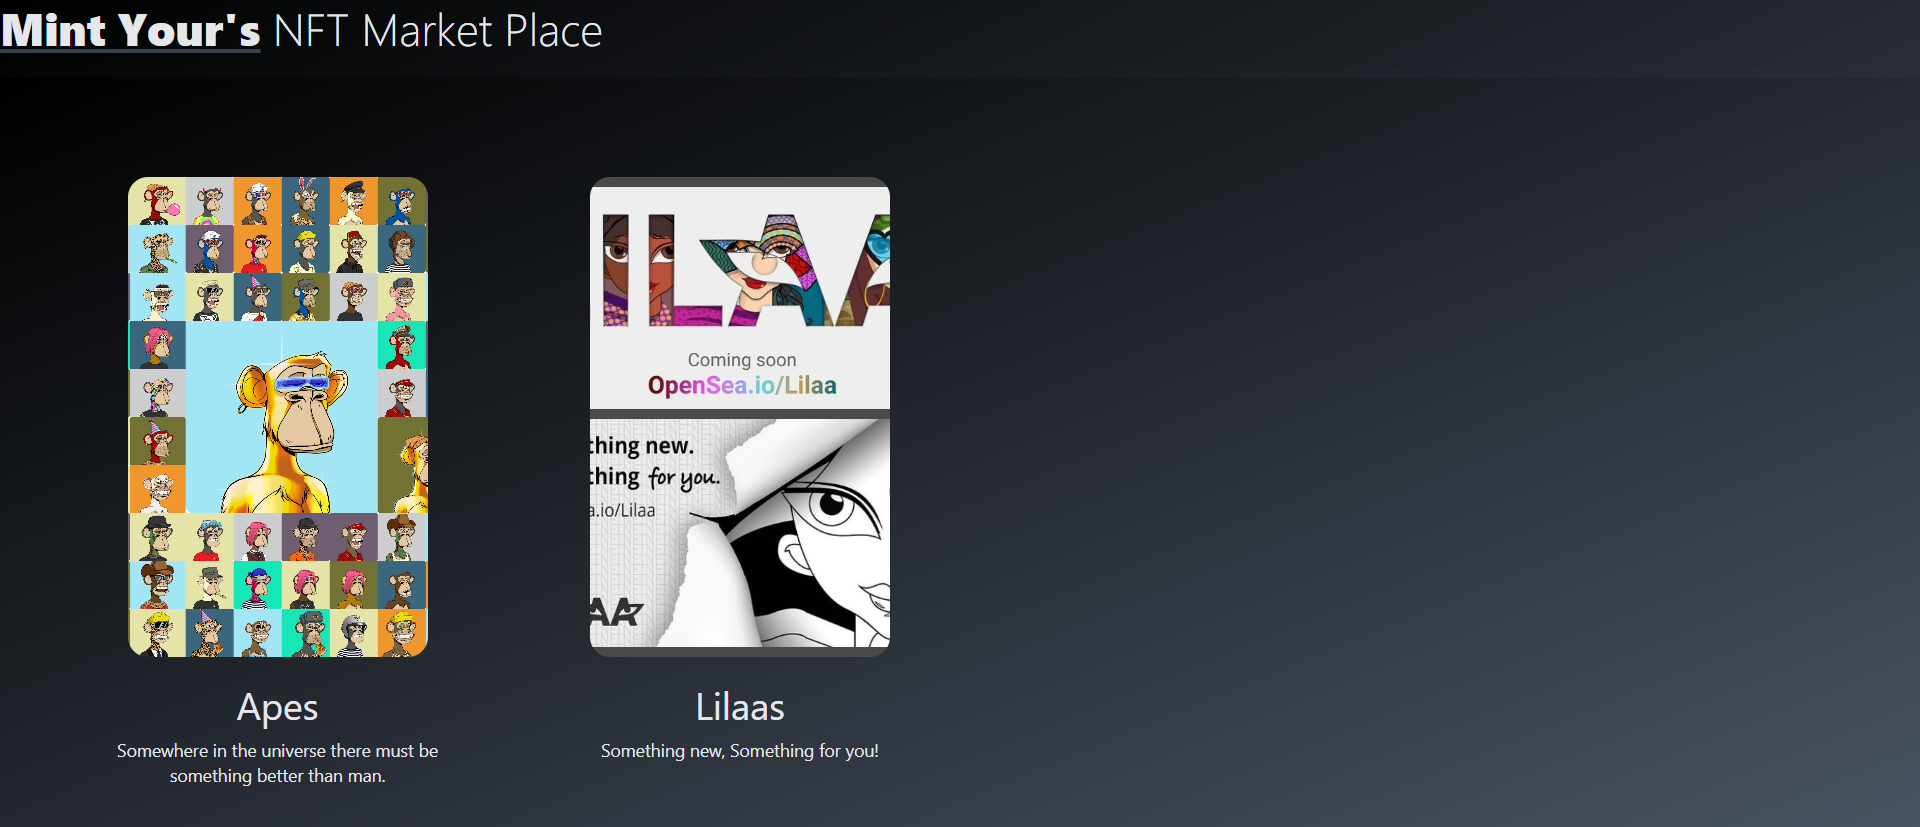 Mint Your's NFT Market Place
LILAA
Coming soon
OpenSea.io/Lilaa
thing new.
thing for you.
a.io/Lilaa
AA
Apes
Somewhere in the universe there must be
something better than man.
Lilaas
Something new, Something for you!